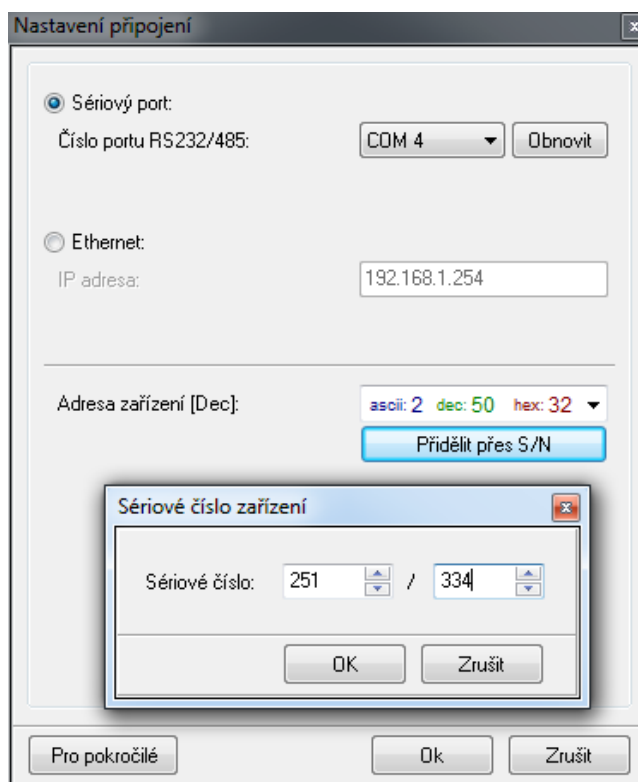 Nastavení připojení
Sériový port:
Číslo portu RS232/485: COM 4 Obnovit
Ethernet:
IP adresa: 192.168.1.254
Adresa zařízení [Dec]: ascii: 2 dec: 50 hex: 32
Přidělit přes S/N
Sériové číslo zařízení
Sériové číslo: 251 / 334
OK Zrušit
Pro pokročilé Ok Zrušit